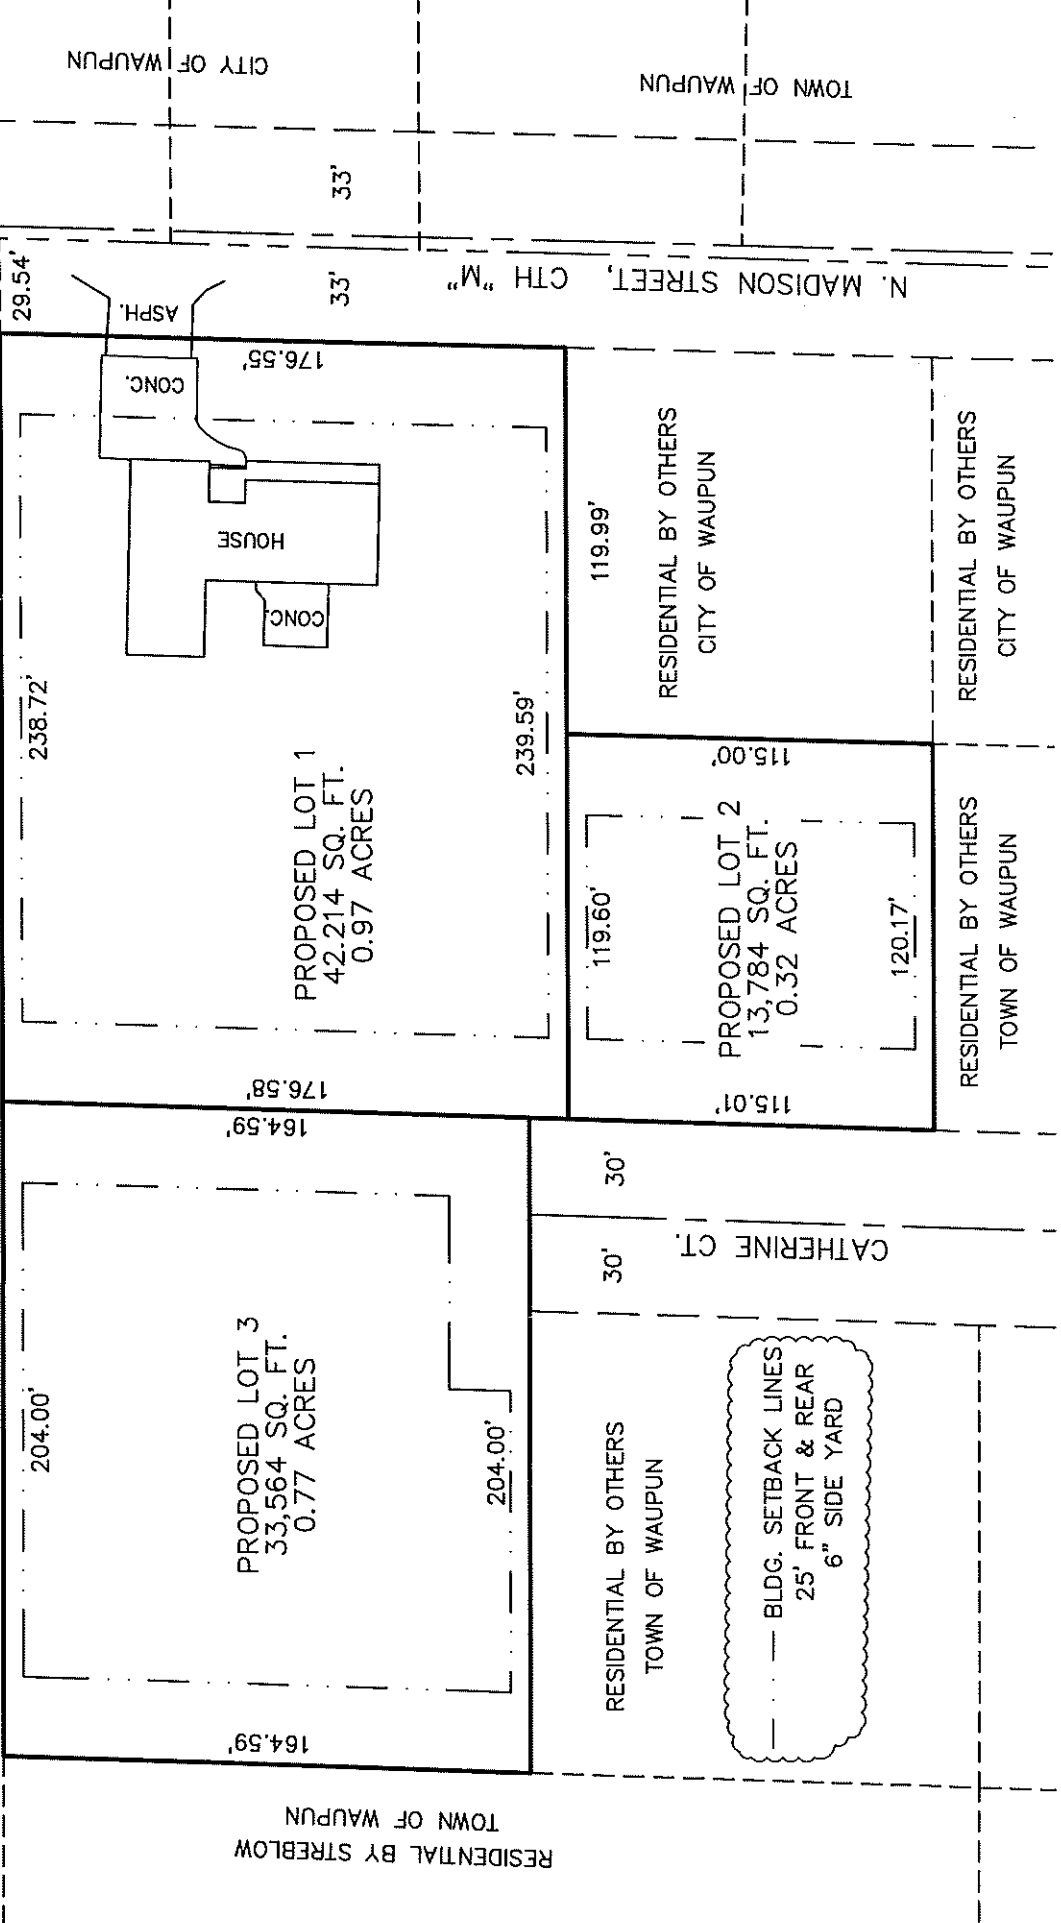 CITY OF WAUPUN
TOWN OF WAUPUN
33'
29.54'
ASPH.
33'
N. MADISON STREET, CTH "M"
176.55'
CONC.
HOUSE
CONC.
238.72'
239.59'
PROPOSED LOT 1
42.214 SQ. FT.
0.97 ACRES
176.58'
119.99'
RESIDENTIAL BY OTHERS
CITY OF WAUPUN
RESIDENTIAL BY OTHERS
CITY OF WAUPUN
115.00'
119.60'
PROPOSED LOT 2
13,784 SQ. FT.
0.32 ACRES
120.17'
115.01'
RESIDENTIAL BY OTHERS
TOWN OF WAUPUN
164.59'
30'
CATHERINE CT.
30'
204.00'
PROPOSED LOT 3
33,564 SQ. FT.
0.77 ACRES
204.00'
164.59'
RESIDENTIAL BY OTHERS
TOWN OF WAUPUN
BLDG. SETBACK LINES
25' FRONT & REAR
6" SIDE YARD
TOWN OF WAUPUN
RESIDENTIAL BY STREBLOW